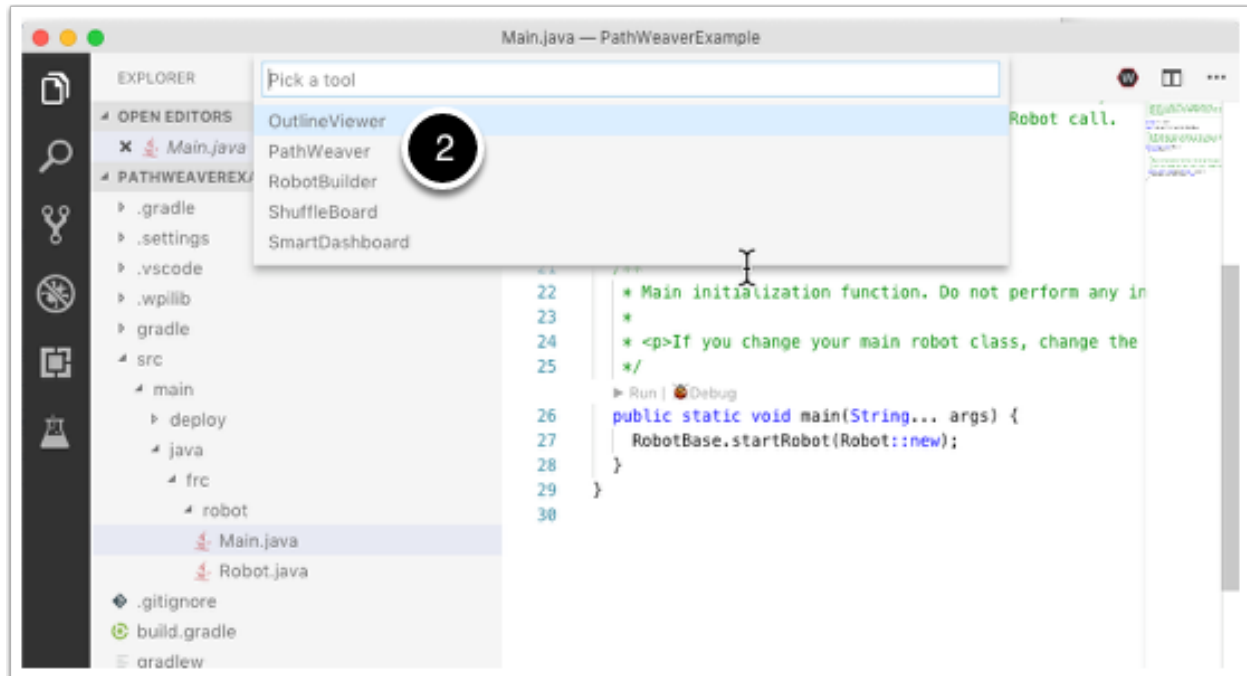 Main.java — PathWeaverExample
EXPLORER
Pick a tool
OPEN EDITORS
OutlineViewer
Robot call.
Main.java
PathWeaver
2
PATHWEAVEREXA
RobotBuilder
.gradle
ShuffleBoard
.settings
SmartDashboard
.vscode
21 /**
.wpilib
22 * Main initialization function. Do not perform any in
23 *
gradle
24 * <p>If you change your main robot class, change the
src
25 */
main
Run | Debug
deploy
26 public static void main(String... args) {
java
27 RobotBase.startRobot(Robot::new);
28 }
frc
29 }
robot
30
Main.java
Robot.java
.gitignore
build.gradle
gradlew